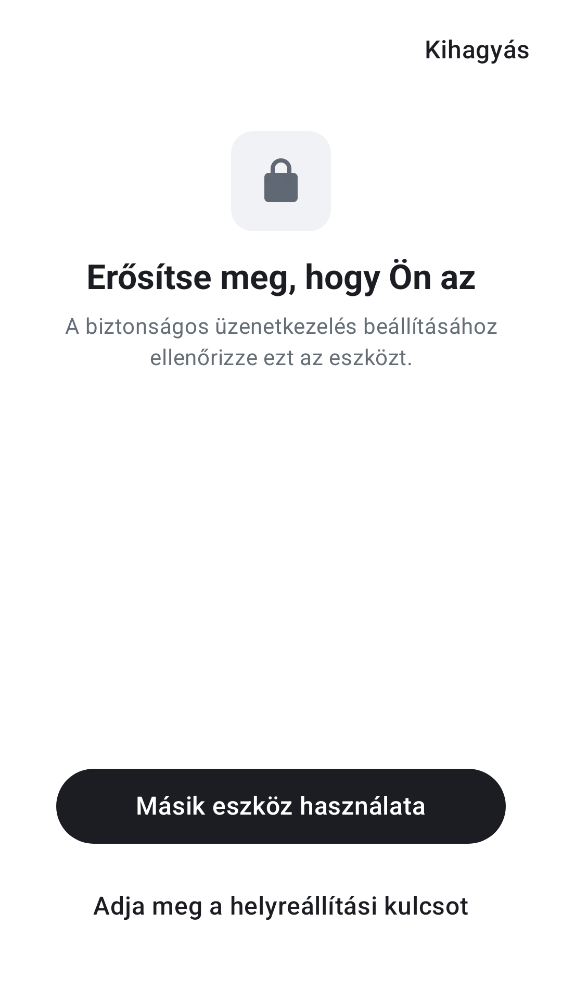 Kihagyás
Erősítse meg, hogy Ön az
A biztonságos üzenetkezelés beállításához
ellenőrizze ezt az eszközt.
Másik eszköz használata
Adja meg a helyreállítási kulcsot